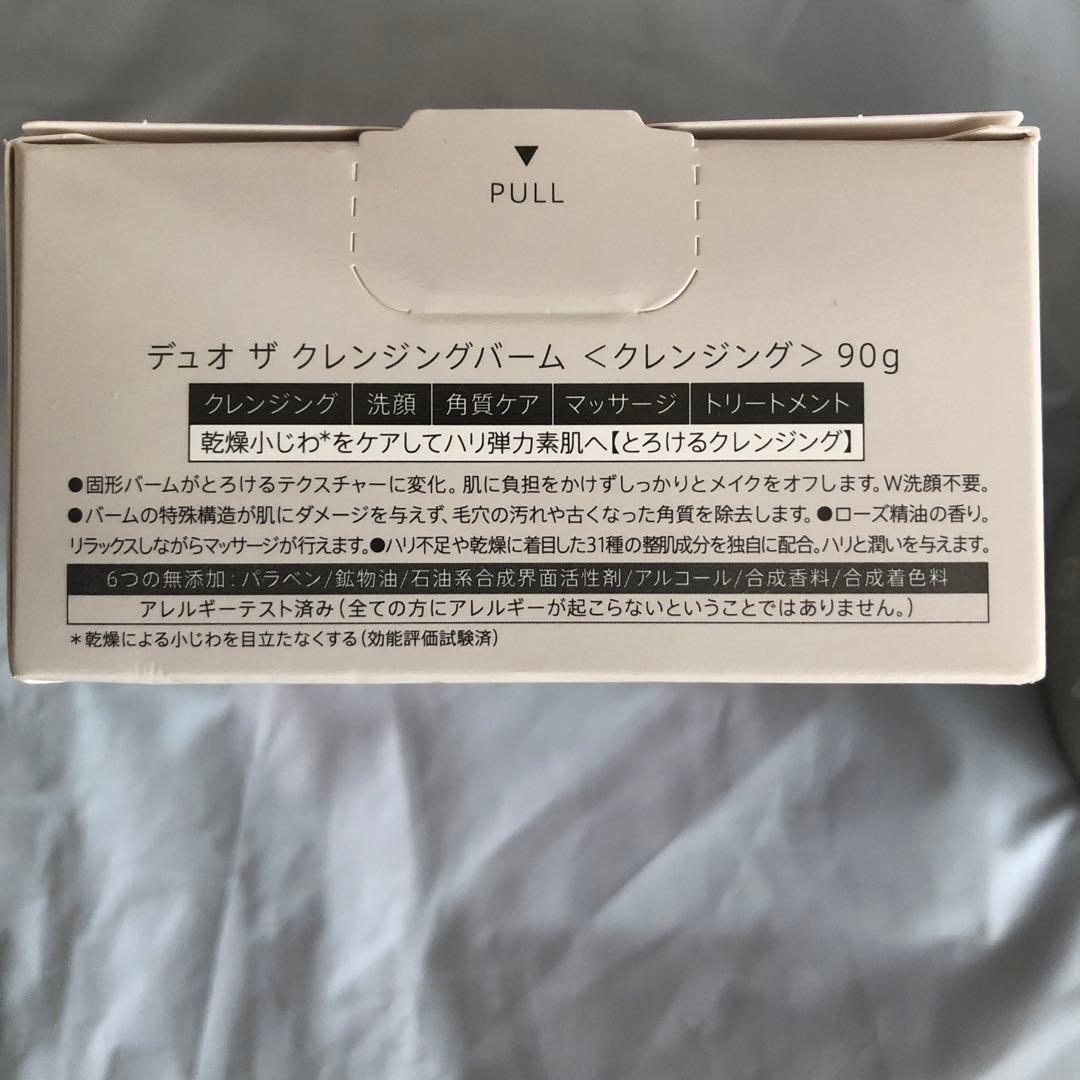 ▼
PULL
デュオ ザ クレンジングバーム <クレンジング> 90g
クレンジング 洗顔 角質ケア マッサージ トリートメント
乾燥小じわ*をケアしてハリ弾力素肌へ【とろけるクレンジング】
●固形バームがとろけるテクスチャーに変化。肌に負担をかけずしっかりとメイクをオフします。W洗顔不要。
●バームの特殊構造が肌にダメージを与えず、毛穴の汚れや古くなった角質を除去します。●ローズ精油の香り。
リラックスしながらマッサージが行えます。●ハリ不足や乾燥に着目した31種の整肌成分を独自に配合。ハリと潤いを与えます。
6つの無添加：パラベン/鉱物油/石油系合成界面活性剤/アルコール/合成香料/合成着色料
アレルギーテスト済み（全ての方にアレルギーが起こらないということではありません。）
*乾燥による小じわを目立たなくする（効能評価試験済）